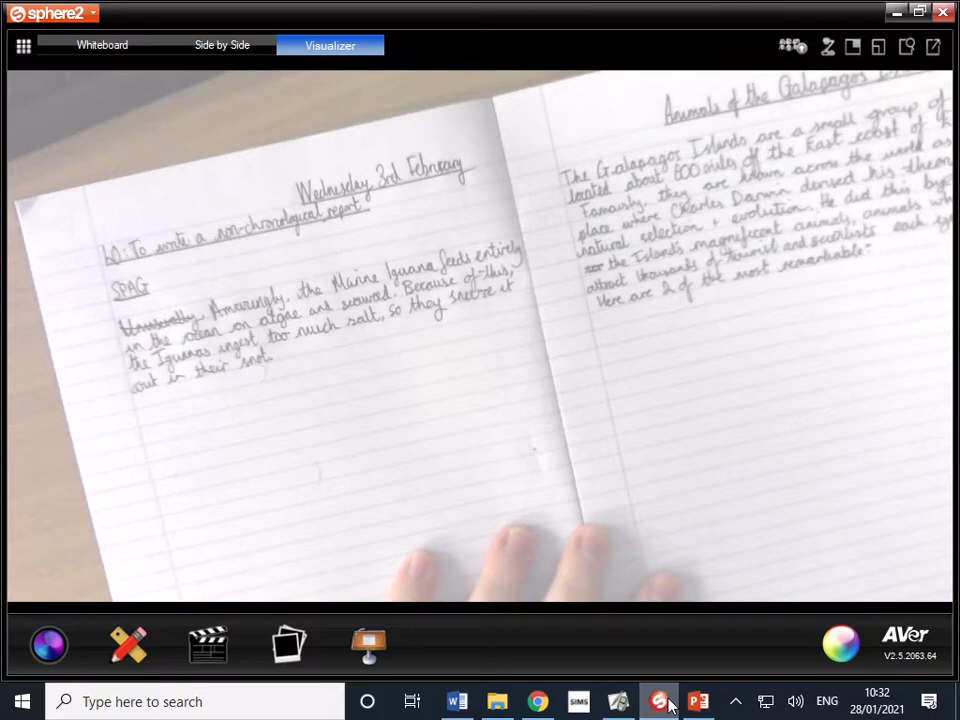 sphere2
Whiteboard
Side by Side
Visualizer
Wednesday 3rd February
LO: To write a non-chronological report.
SPAG
Unusually, Amazingly, the Marine Iguana feeds entirely
in the ocean on algae and seaweed. Because of this,
the Iguanas ingest too much salt, so they sneeze it
out in their snot.
Animals of the Galapagos
The Galapagos Islands are a small group of
located about 600 miles off the East coast of
Famously, they are known across the world as
place where Charles Darwin devised his theory
natural selection + evolution. He did this by
the Islands magnificent animals, animals
attract thousands of tourist and scientists each
Here are 2 of the most remarkable:
AVer
V2.5.2063.64
Type here to search
SIMS
ENG
10:32
28/01/2021